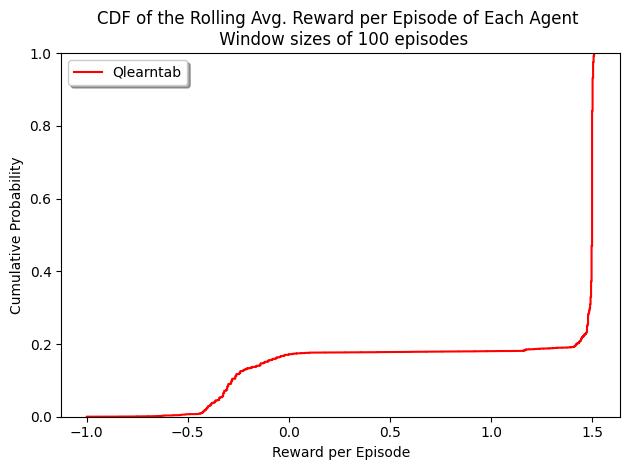 CDF of the Rolling Avg. Reward per Episode of Each Agent
Window sizes of 100 episodes
Qlearntab
1.0
0.8
0.6
0.4
0.2
0.0
Cumulative Probability
−1.0 −0.5 0.0 0.5 1.0 1.5
Reward per Episode